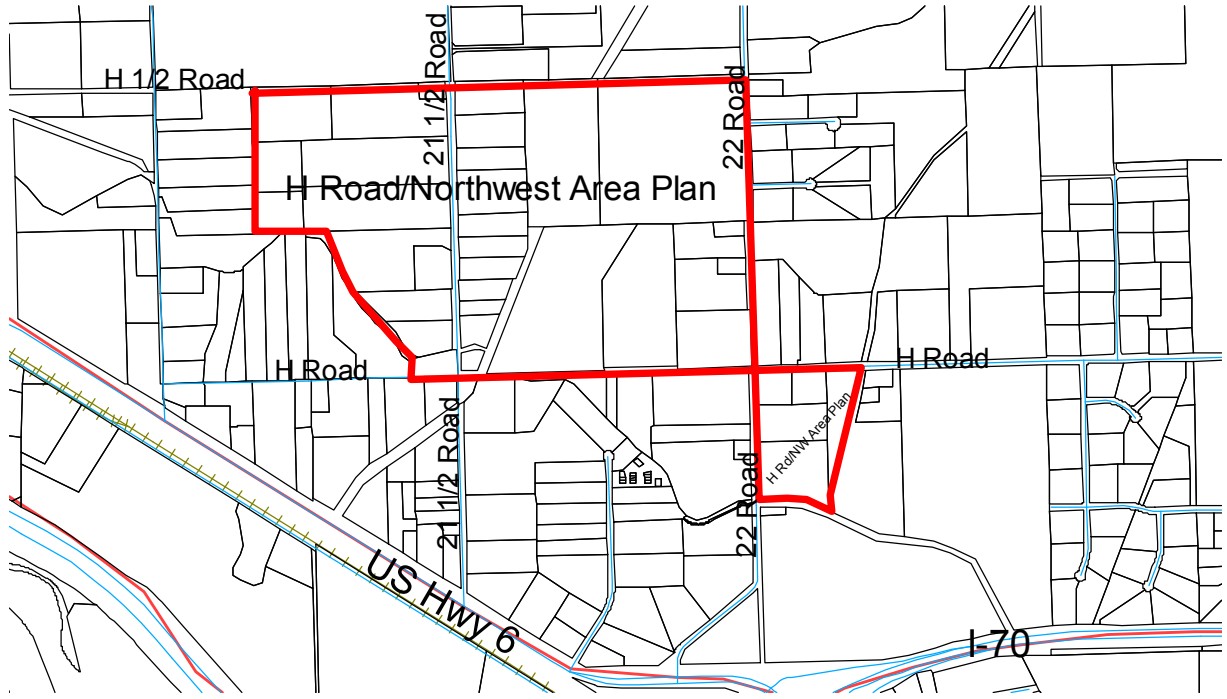 H 1/2 Road
21 1/2 Road
22 Road
H Road/Northwest Area Plan
H Road
H Road
21 1/2 Road
22 Road
H Rd/NW Area Plan
US Hwy 6
I-70